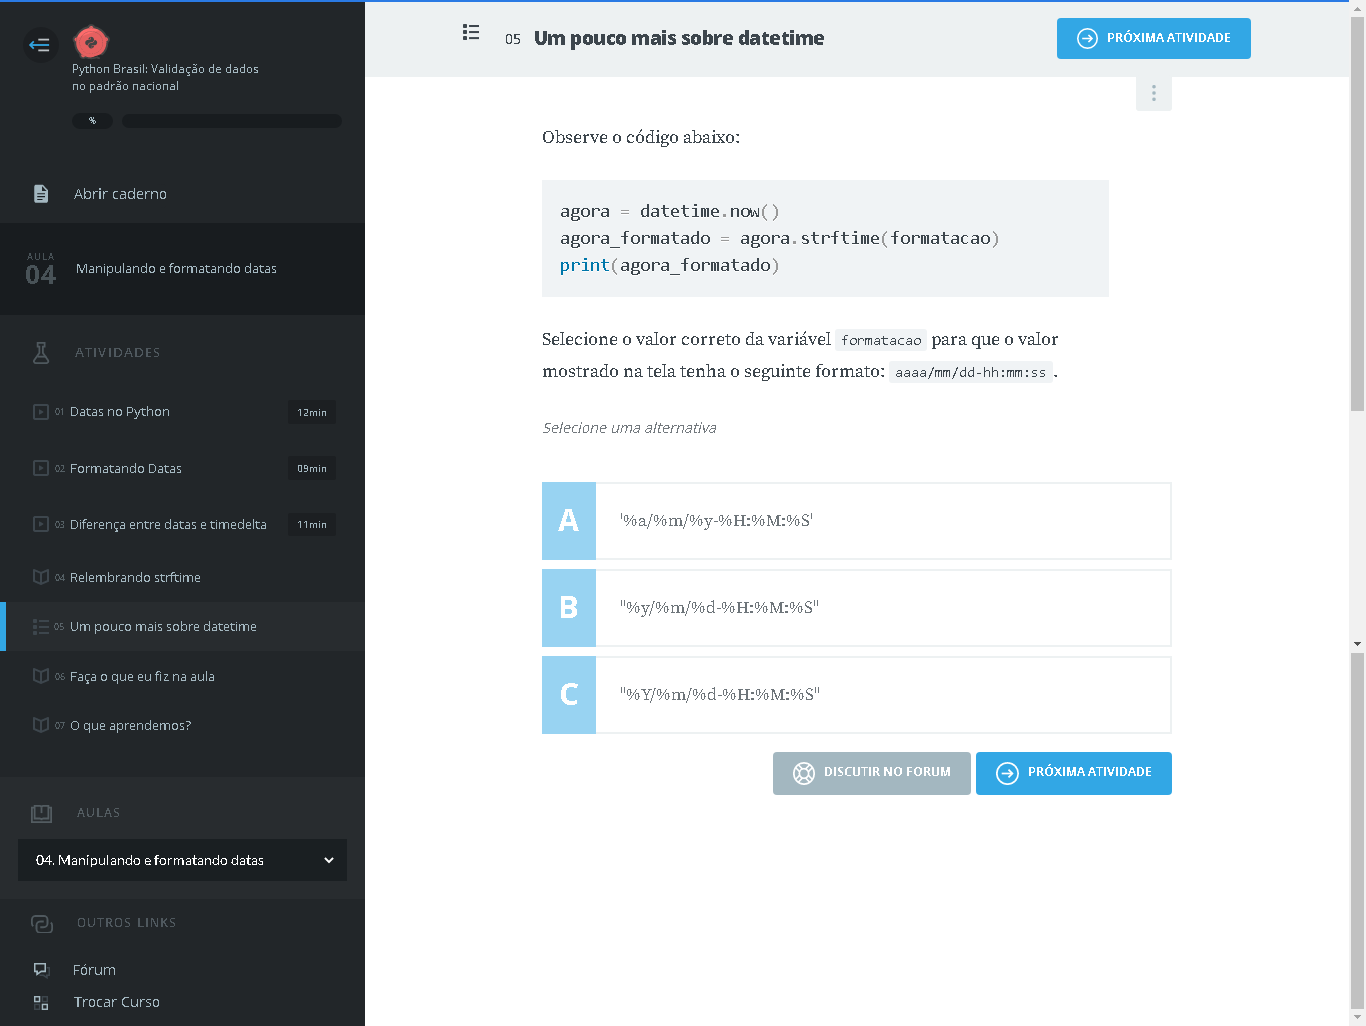 Python Brasil: Validação de dados
no padrão nacional
%
Abrir caderno
AULA
04
Manipulando e formatando datas
ATIVIDADES
01 Datas no Python 12min
02 Formatando Datas 09min
03 Diferença entre datas e timedelta 11min
04 Relembrando strftime
05 Um pouco mais sobre datetime
06 Faça o que eu fiz na aula
07 O que aprendemos?
AULAS
04. Manipulando e formatando datas
OUTROS LINKS
Fórum
Trocar Curso
05 Um pouco mais sobre datetime
PRÓXIMA ATIVIDADE
Observe o código abaixo:
agora = datetime.now()
agora_formatado = agora.strftime(formatacao)
print(agora_formatado)
Selecione o valor correto da variável formatacao para que o valor
mostrado na tela tenha o seguinte formato: aaaa/mm/dd-hh:mm:ss .
Selecione uma alternativa
A '%a/%m/%y-%H:%M:%S'
B "%y/%m/%d-%H:%M:%S"
C "%Y/%m/%d-%H:%M:%S"
DISCUTIR NO FORUM
PRÓXIMA ATIVIDADE